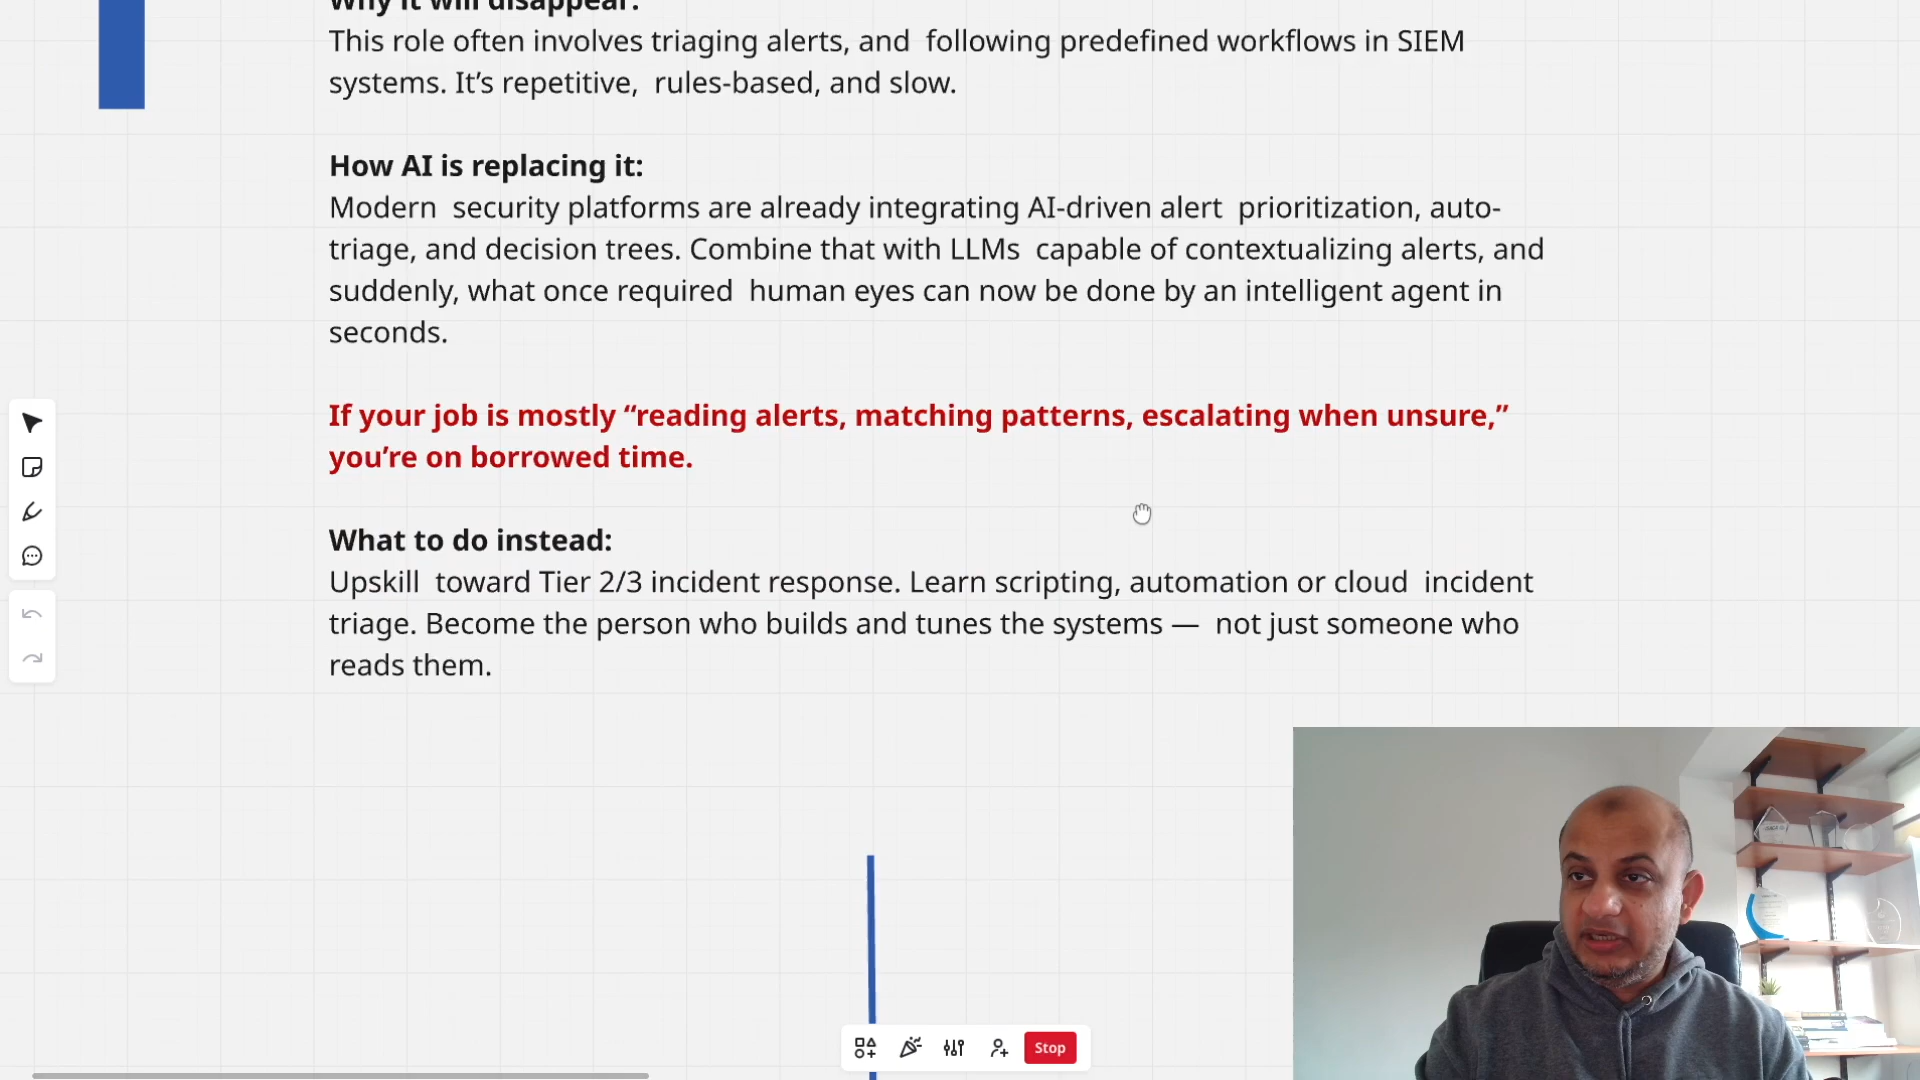 Why it will disappear:
This role often involves triaging alerts, and following predefined workflows in SIEM
systems. It’s repetitive, rules-based, and slow.
How AI is replacing it:
Modern security platforms are already integrating AI-driven alert prioritization, auto-
triage, and decision trees. Combine that with LLMs capable of contextualizing alerts, and
suddenly, what once required human eyes can now be done by an intelligent agent in
seconds.
If your job is mostly “reading alerts, matching patterns, escalating when unsure,”
you’re on borrowed time.
What to do instead:
Upskill toward Tier 2/3 incident response. Learn scripting, automation or cloud incident
triage. Become the person who builds and tunes the systems — not just someone who
reads them.
Stop